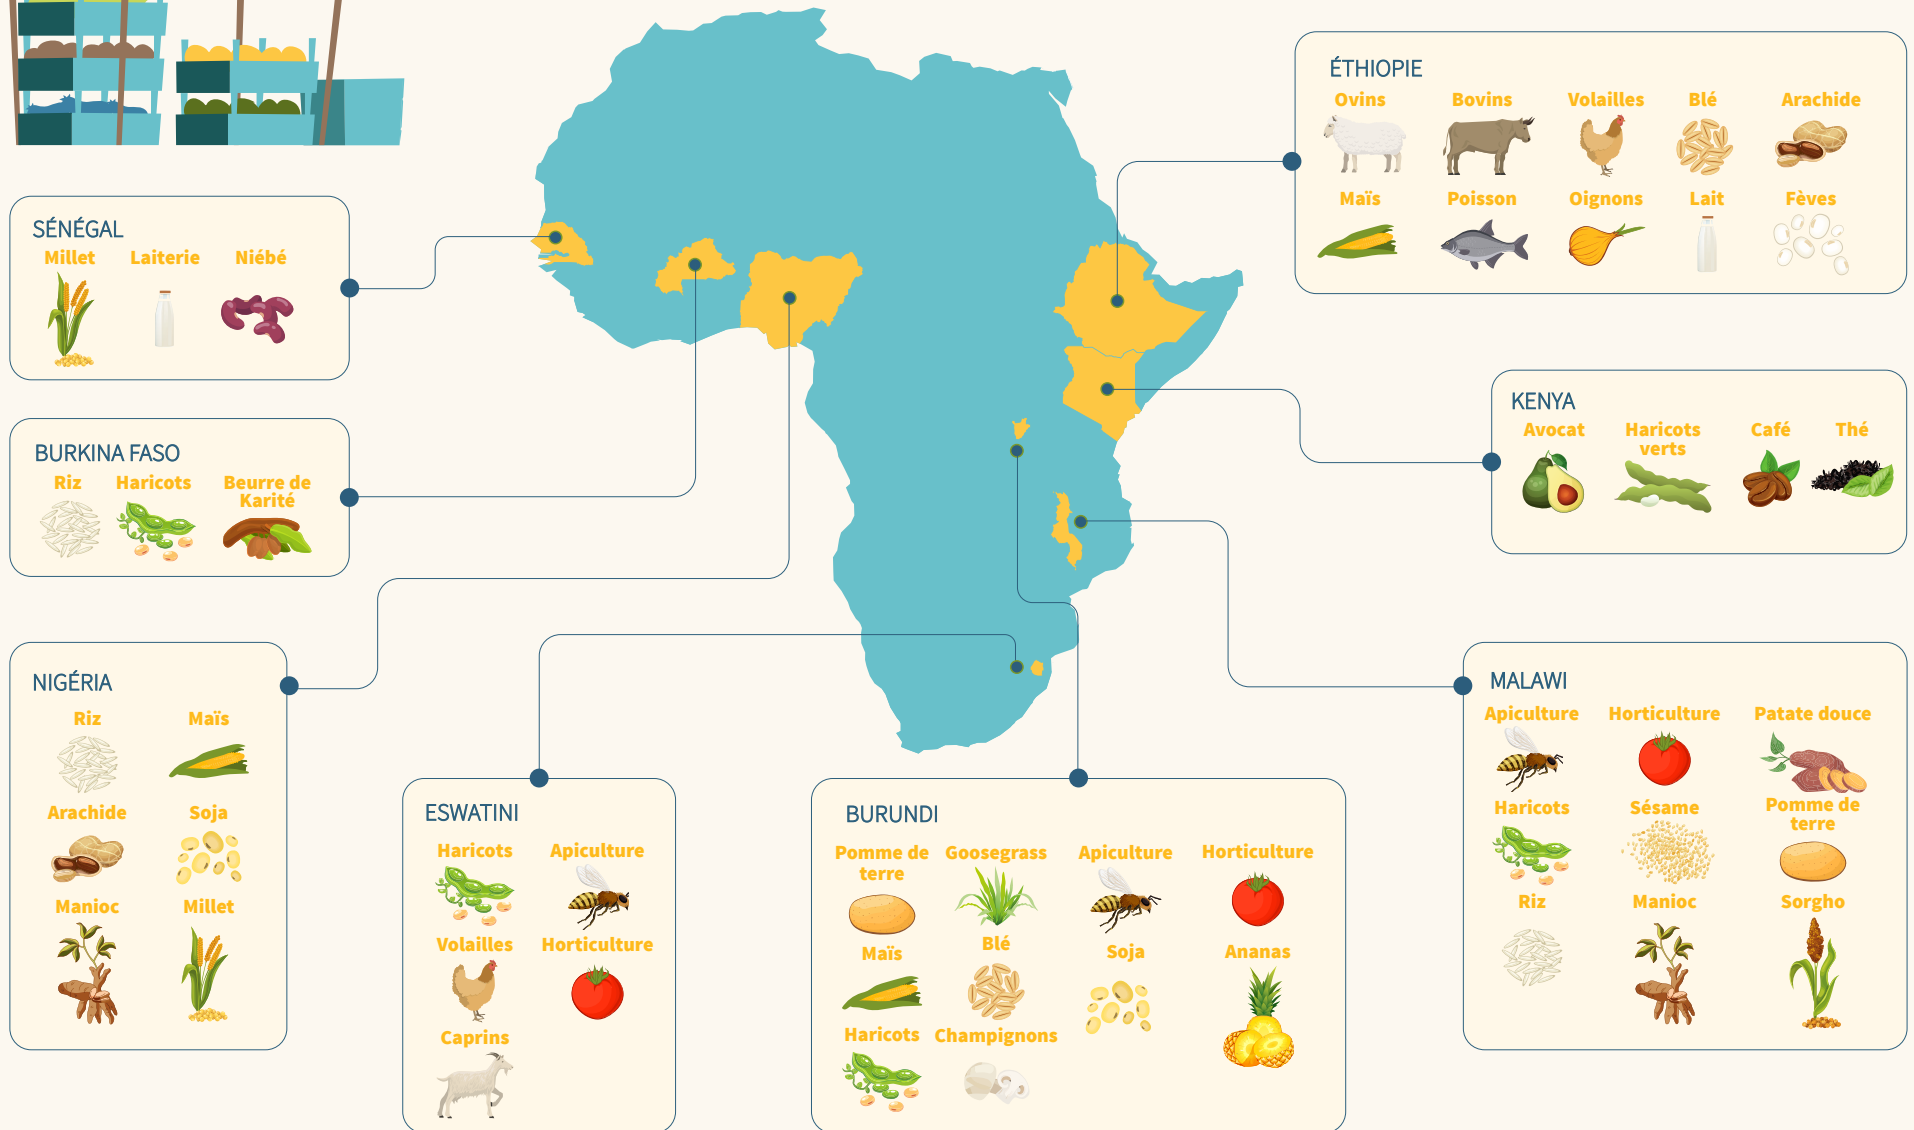 SÉNÉGAL
Millet Laiterie Niébé
BURKINA FASO
Riz Haricots Beurre de
Karité
NIGÉRIA
Riz Maïs
Arachide Soja
Manioc Millet
ESWATINI
Haricots Apiculture
Volailles Horticulture
Caprins
BURUNDI
Pomme de
terre
Goosegrass Apiculture Horticulture
Maïs Blé Soja Ananas
Haricots Champignons
ÉTHIOPIE
Ovins Bovins Volailles Blé Arachide
Maïs Poisson Oignons Lait Fèves
KENYA
Avocat Haricots
verts
Café Thé
MALAWI
Apiculture Horticulture Patate douce
Haricots Sésame Pomme de
terre
Riz Manioc Sorgho